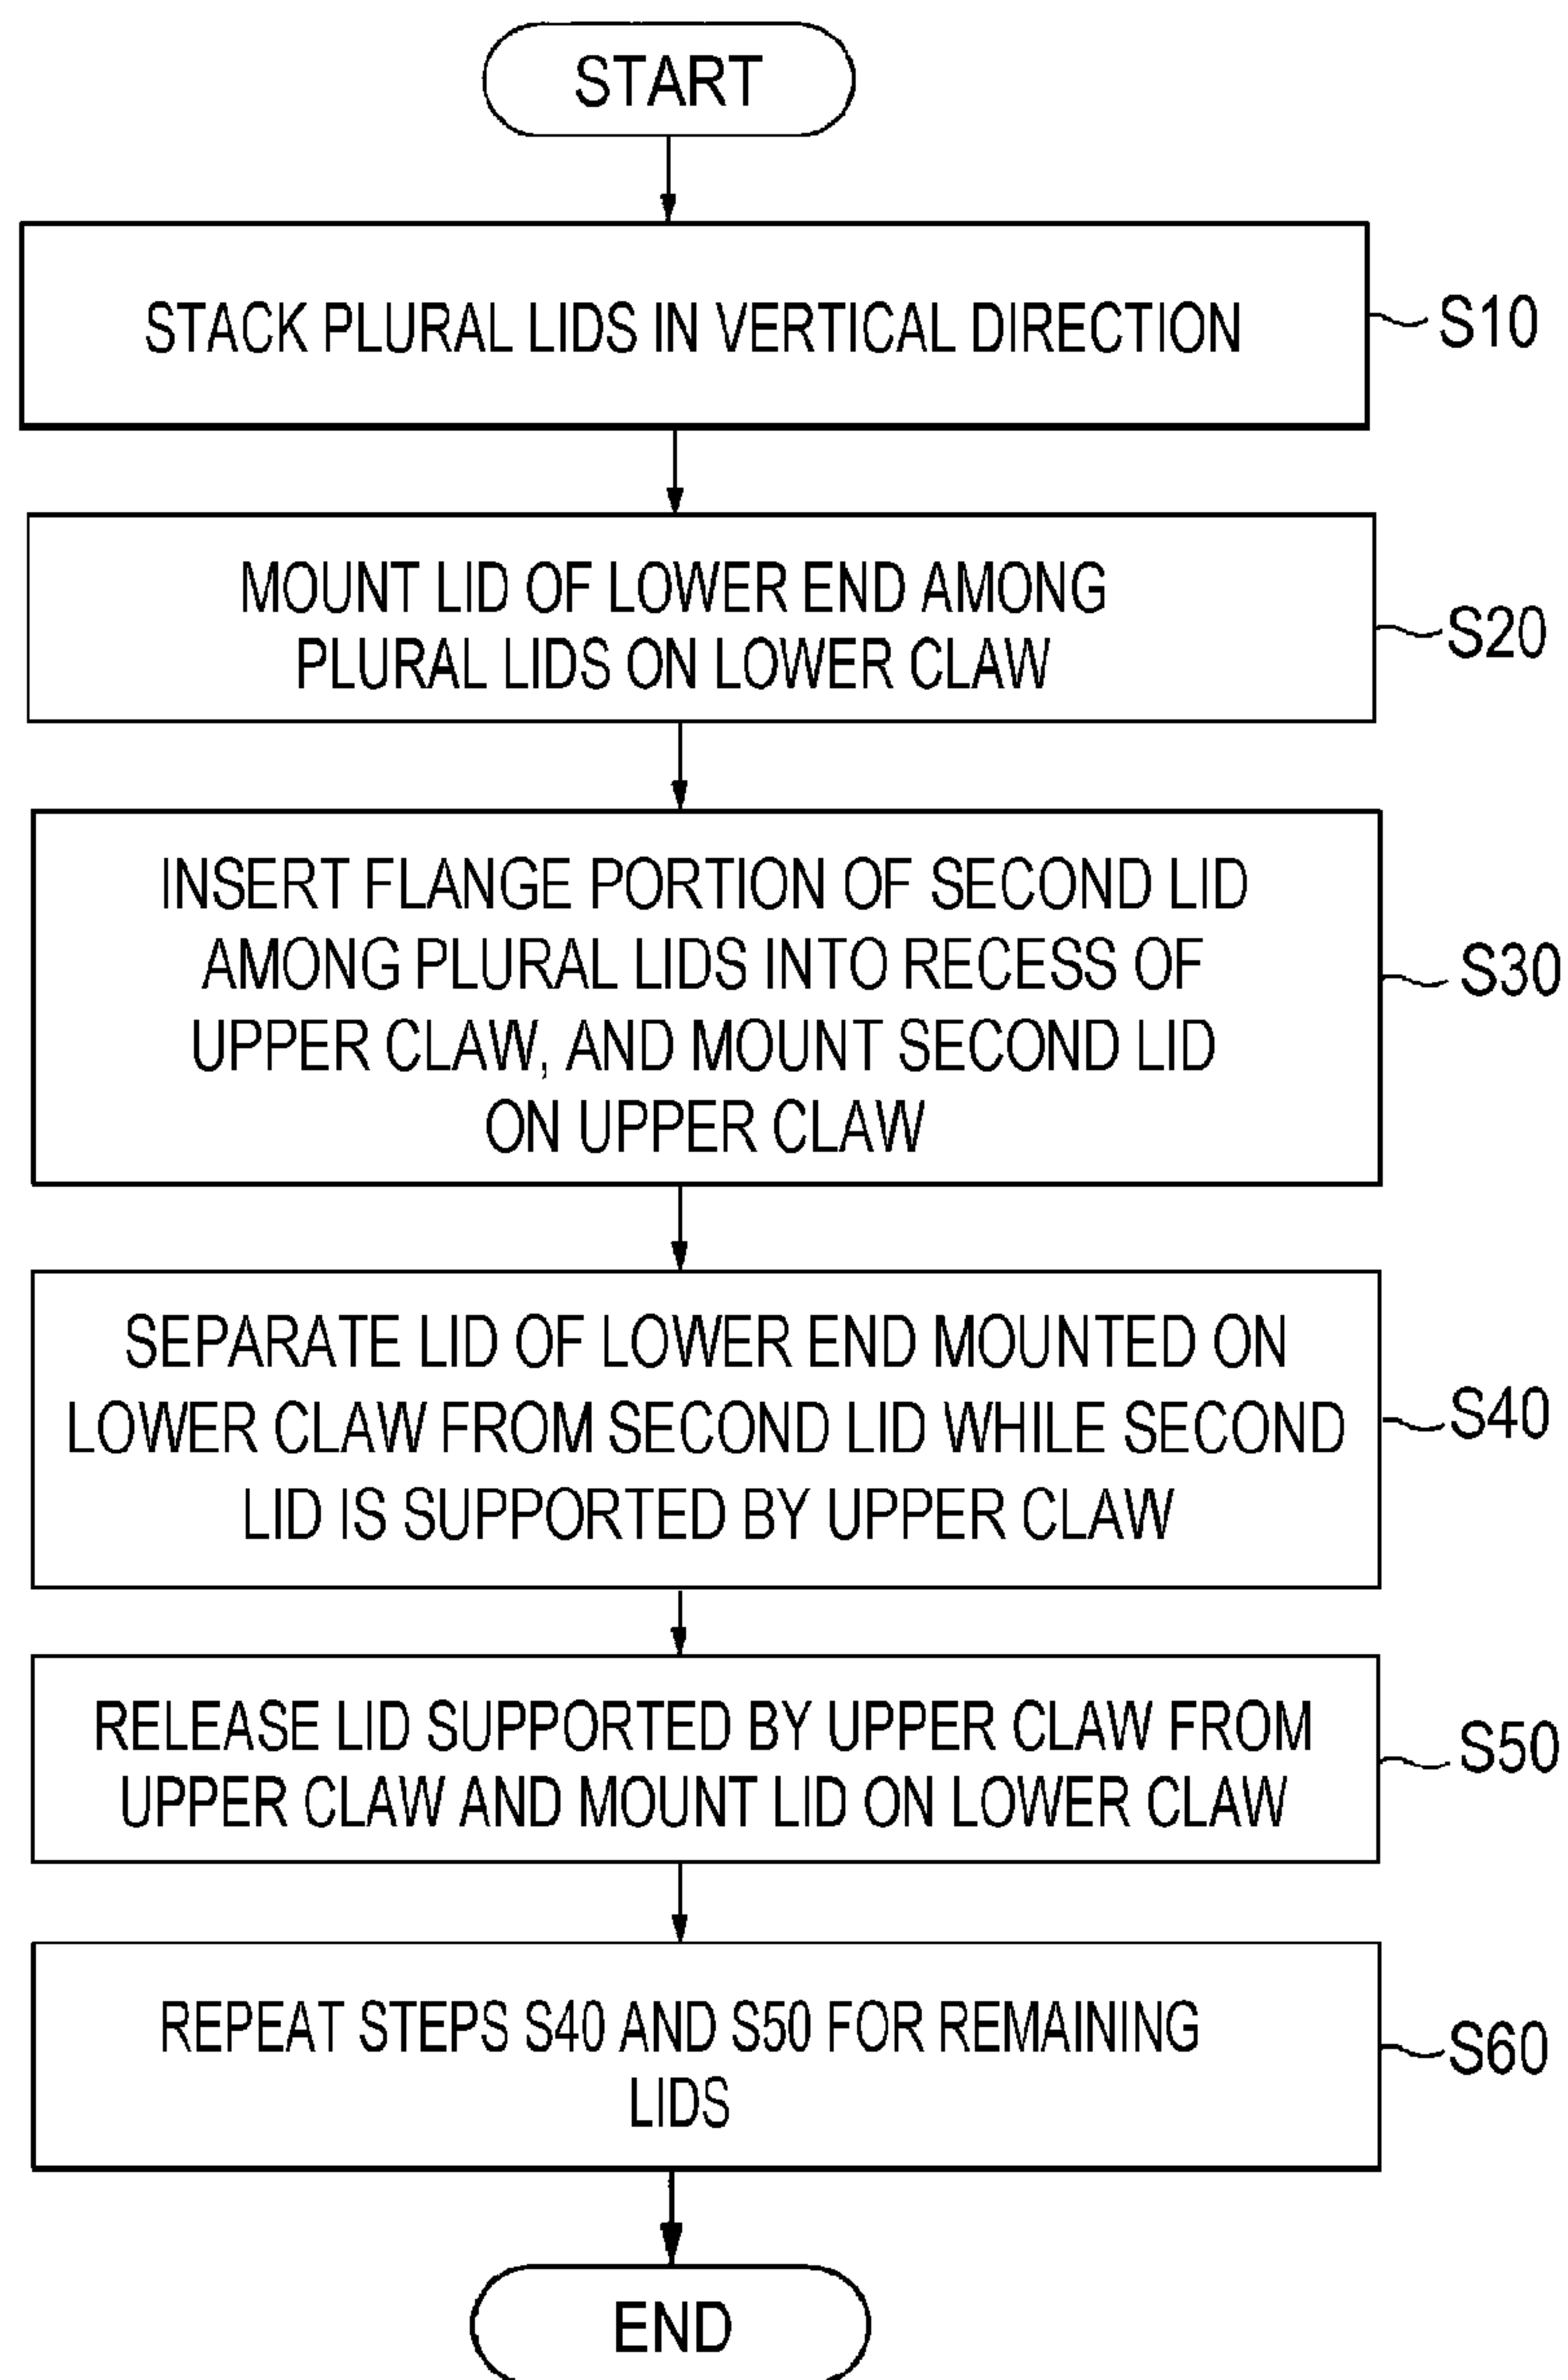 START
STACK PLURAL LIDS IN VERTICAL DIRECTION
S10
MOUNT LID OF LOWER END AMONG
PLURAL LIDS ON LOWER CLAW
S20
INSERT FLANGE PORTION OF SECOND LID
AMONG PLURAL LIDS INTO RECESS OF
UPPER CLAW, AND MOUNT SECOND LID
ON UPPER CLAW
S30
SEPARATE LID OF LOWER END MOUNTED ON
LOWER CLAW FROM SECOND LID WHILE SECOND
LID IS SUPPORTED BY UPPER CLAW
S40
RELEASE LID SUPPORTED BY UPPER CLAW FROM
UPPER CLAW AND MOUNT LID ON LOWER CLAW
S50
REPEAT STEPS S40 AND S50 FOR REMAINING
LIDS
S60
END